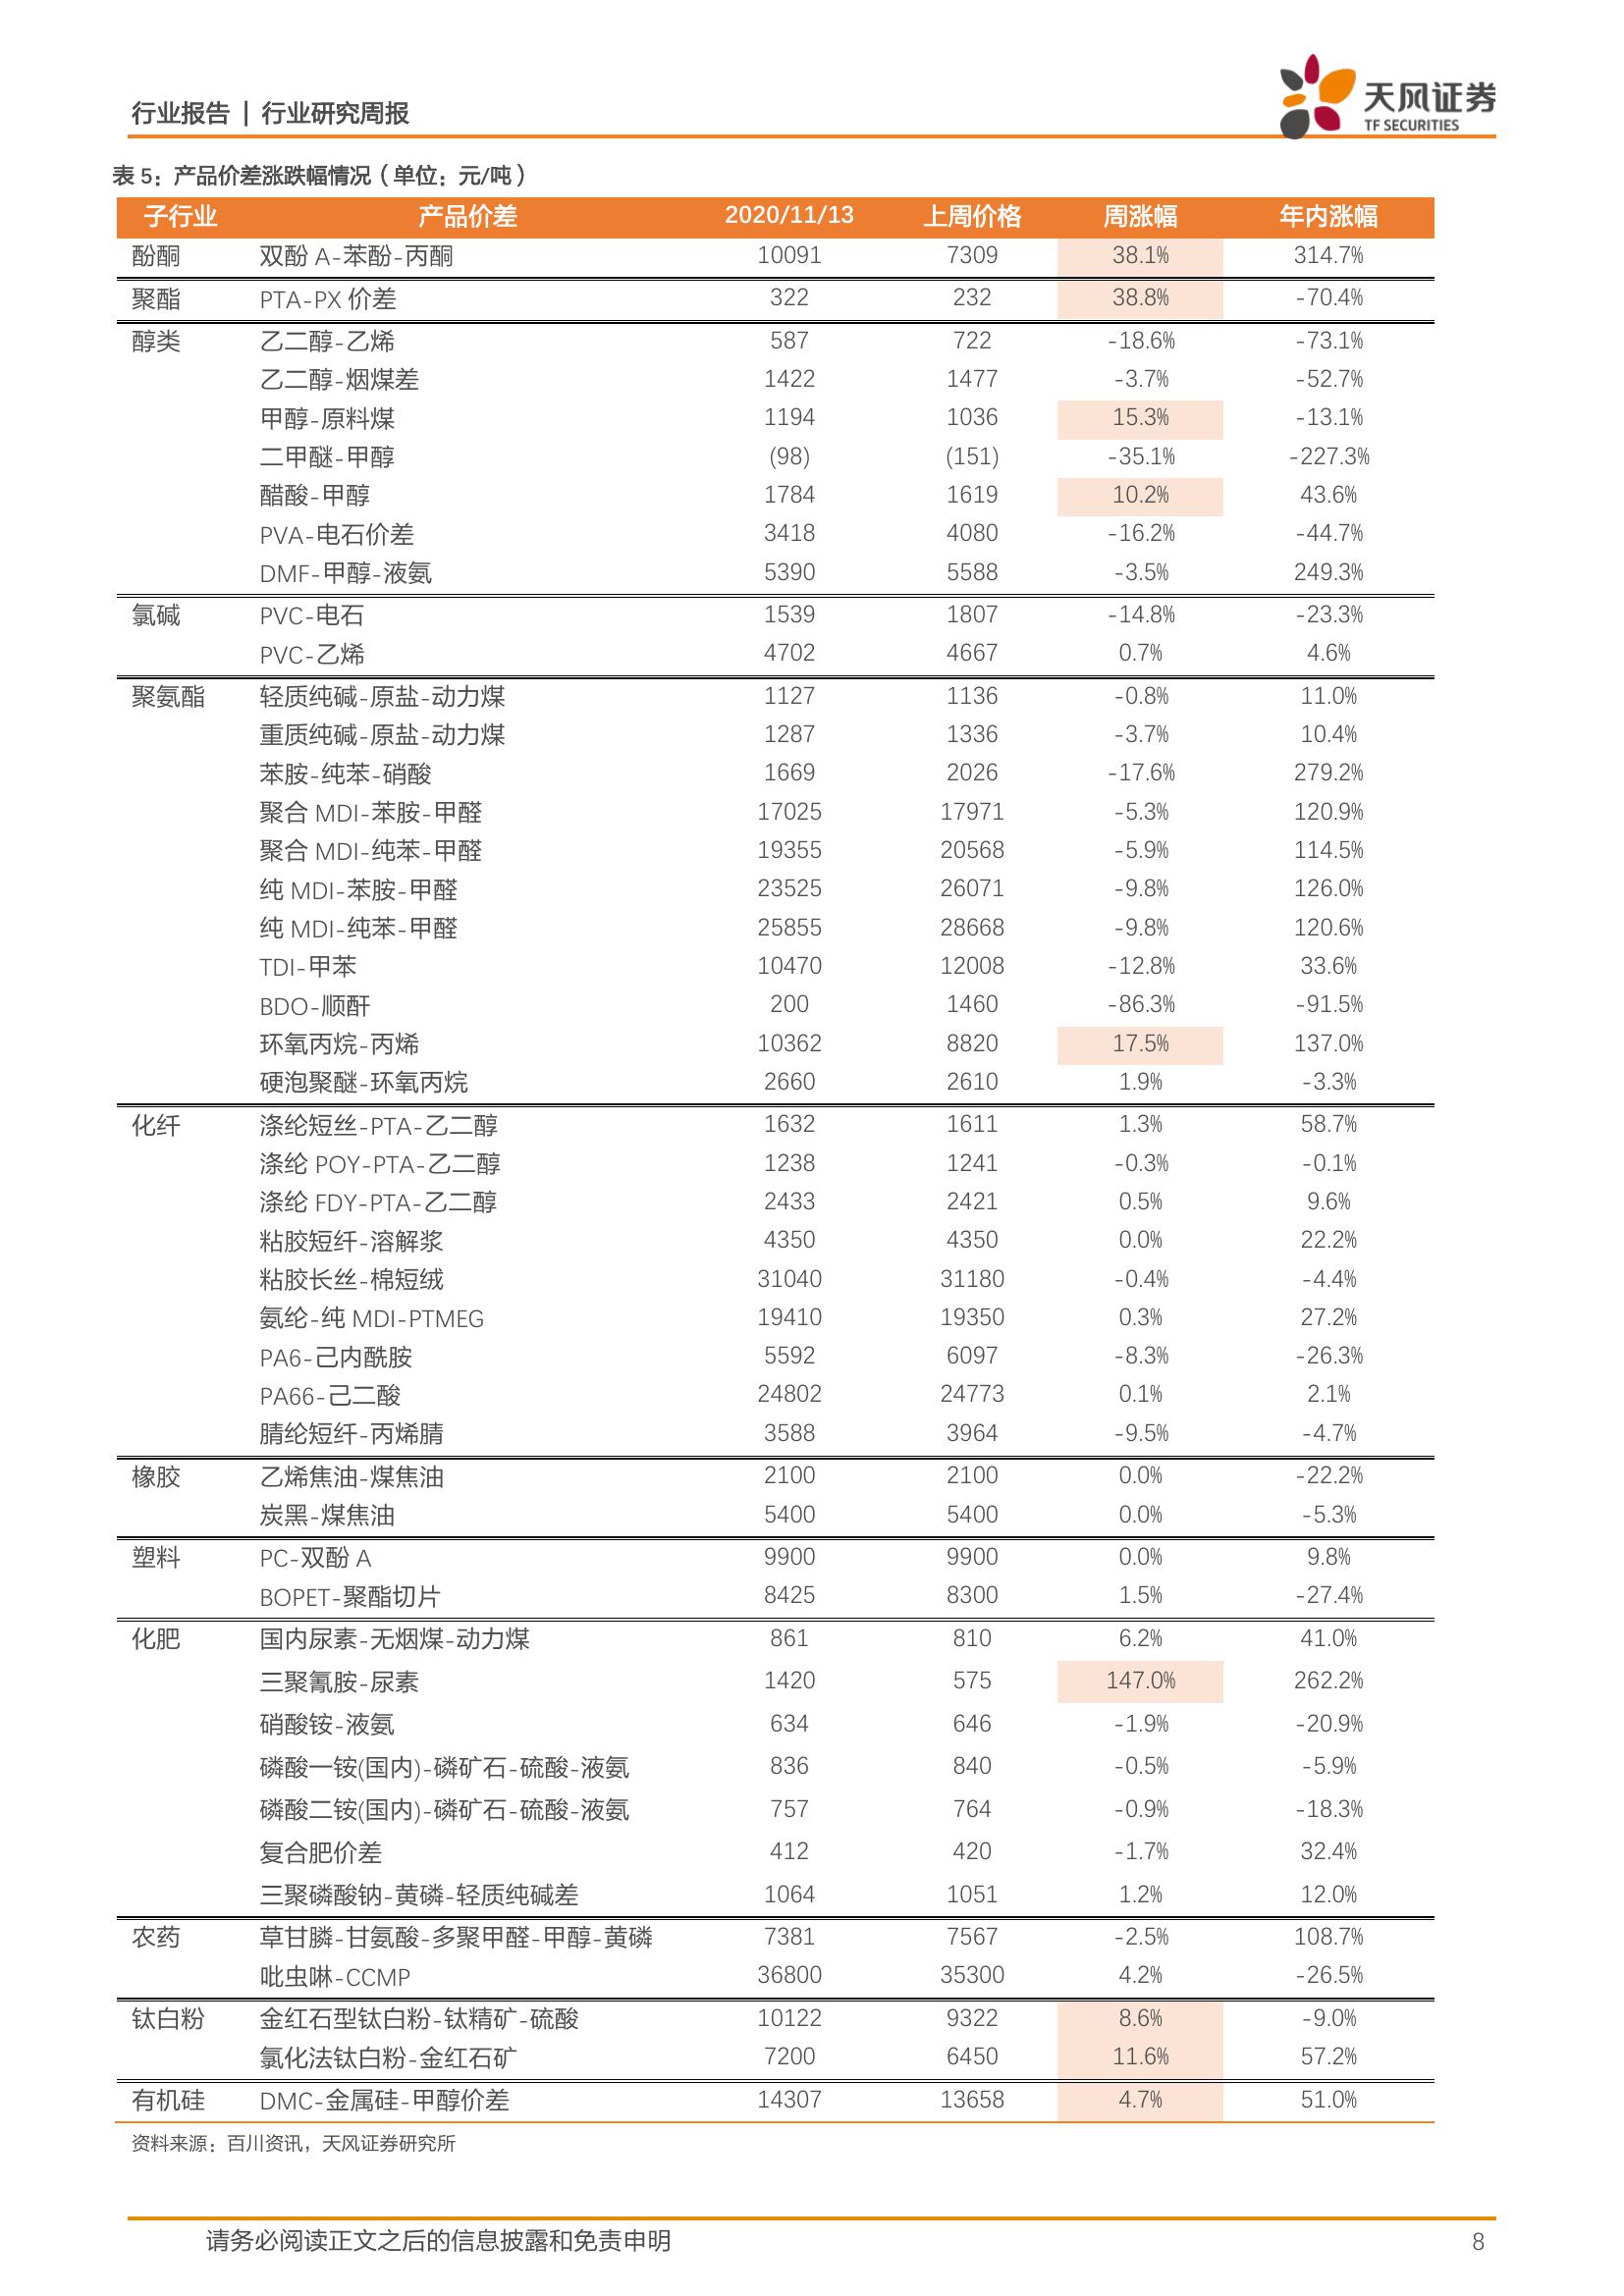 行业报告 | 行业研究周报
天风证券
TF SECURITIES
表 5：产品价差涨跌幅情况（单位：元/吨）
子行业 产品价差 2020/11/13 上周价格 周涨幅 年内涨幅
酚酮 双酚 A-苯酚-丙酮 10091 7309 38.1% 314.7%
聚酯 PTA-PX 价差 322 232 38.8% -70.4%
醇类 乙二醇-乙烯 587 722 -18.6% -73.1%
乙二醇-烟煤差 1422 1477 -3.7% -52.7%
甲醇-原料煤 1194 1036 15.3% -13.1%
二甲醚-甲醇 (98) (151) -35.1% -227.3%
醋酸-甲醇 1784 1619 10.2% 43.6%
PVA-电石价差 3418 4080 -16.2% -44.7%
DMF-甲醇-液氨 5390 5588 -3.5% 249.3%
氯碱 PVC-电石 1539 1807 -14.8% -23.3%
PVC-乙烯 4702 4667 0.7% 4.6%
聚氨酯 轻质纯碱-原盐-动力煤 1127 1136 -0.8% 11.0%
重质纯碱-原盐-动力煤 1287 1336 -3.7% 10.4%
苯胺-纯苯-硝酸 1669 2026 -17.6% 279.2%
聚合 MDI-苯胺-甲醛 17025 17971 -5.3% 120.9%
聚合 MDI-纯苯-甲醛 19355 20568 -5.9% 114.5%
纯 MDI-苯胺-甲醛 23525 26071 -9.8% 126.0%
纯 MDI-纯苯-甲醛 25855 28668 -9.8% 120.6%
TDI-甲苯 10470 12008 -12.8% 33.6%
BDO-顺酐 200 1460 -86.3% -91.5%
环氧丙烷-丙烯 10362 8820 17.5% 137.0%
硬泡聚醚-环氧丙烷 2660 2610 1.9% -3.3%
化纤 涤纶短丝-PTA-乙二醇 1632 1611 1.3% 58.7%
涤纶 POY-PTA-乙二醇 1238 1241 -0.3% -0.1%
涤纶 FDY-PTA-乙二醇 2433 2421 0.5% 9.6%
粘胶短纤-溶解浆 4350 4350 0.0% 22.2%
粘胶长丝-棉短绒 31040 31180 -0.4% -4.4%
氨纶-纯 MDI-PTMEG 19410 19350 0.3% 27.2%
PA6-己内酰胺 5592 6097 -8.3% -26.3%
PA66-己二酸 24802 24773 0.1% 2.1%
腈纶短纤-丙烯腈 3588 3964 -9.5% -4.7%
橡胶 乙烯焦油-煤焦油 2100 2100 0.0% -22.2%
炭黑-煤焦油 5400 5400 0.0% -5.3%
塑料 PC-双酚 A 9900 9900 0.0% 9.8%
BOPET-聚酯切片 8425 8300 1.5% -27.4%
化肥 国内尿素-无烟煤-动力煤 861 810 6.2% 41.0%
三聚氰胺-尿素 1420 575 147.0% 262.2%
硝酸铵-液氨 634 646 -1.9% -20.9%
磷酸一铵(国内)-磷矿石-硫酸-液氨 836 840 -0.5% -5.9%
磷酸二铵(国内)-磷矿石-硫酸-液氨 757 764 -0.9% -18.3%
复合肥价差 412 420 -1.7% 32.4%
三聚磷酸钠-黄磷-轻质纯碱差 1064 1051 1.2% 12.0%
农药 草甘膦-甘氨酸-多聚甲醛-甲醇-黄磷 7381 7567 -2.5% 108.7%
吡虫啉-CCMP 36800 35300 4.2% -26.5%
钛白粉 金红石型钛白粉-钛精矿-硫酸 10122 9322 8.6% -9.0%
氯化法钛白粉-金红石矿 7200 6450 11.6% 57.2%
有机硅 DMC-金属硅-甲醇价差 14307 13658 4.7% 51.0%
资料来源：百川资讯，天风证券研究所
请务必阅读正文之后的信息披露和免责申明 8